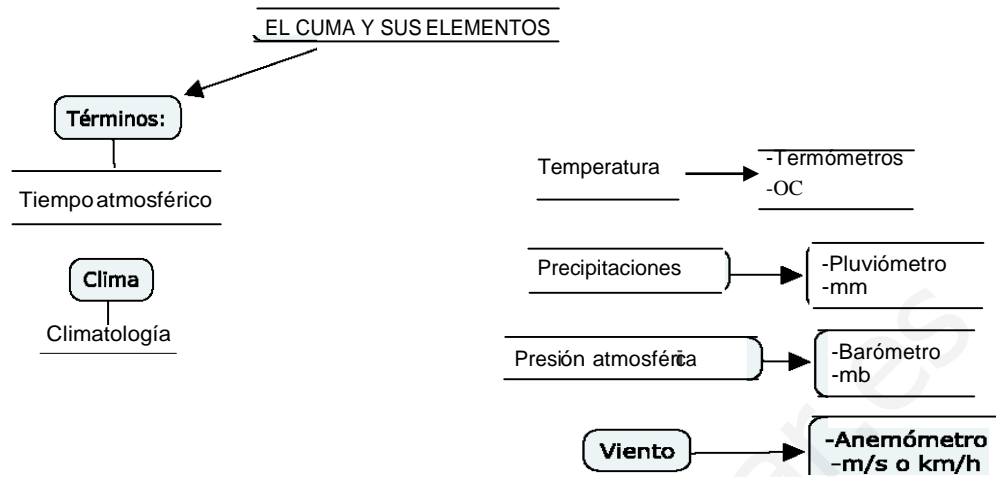 EL CUMA Y SUS ELEMENTOS
Términos:
Tiempo atmosférico
Clima
Climatología
Temperatura
-Termómetros
-OC
Precipitaciones
-Pluviómetro
-mm
Presión atmosférica
-Barómetro
-mb
Viento
-Anemómetro
-m/s o km/h